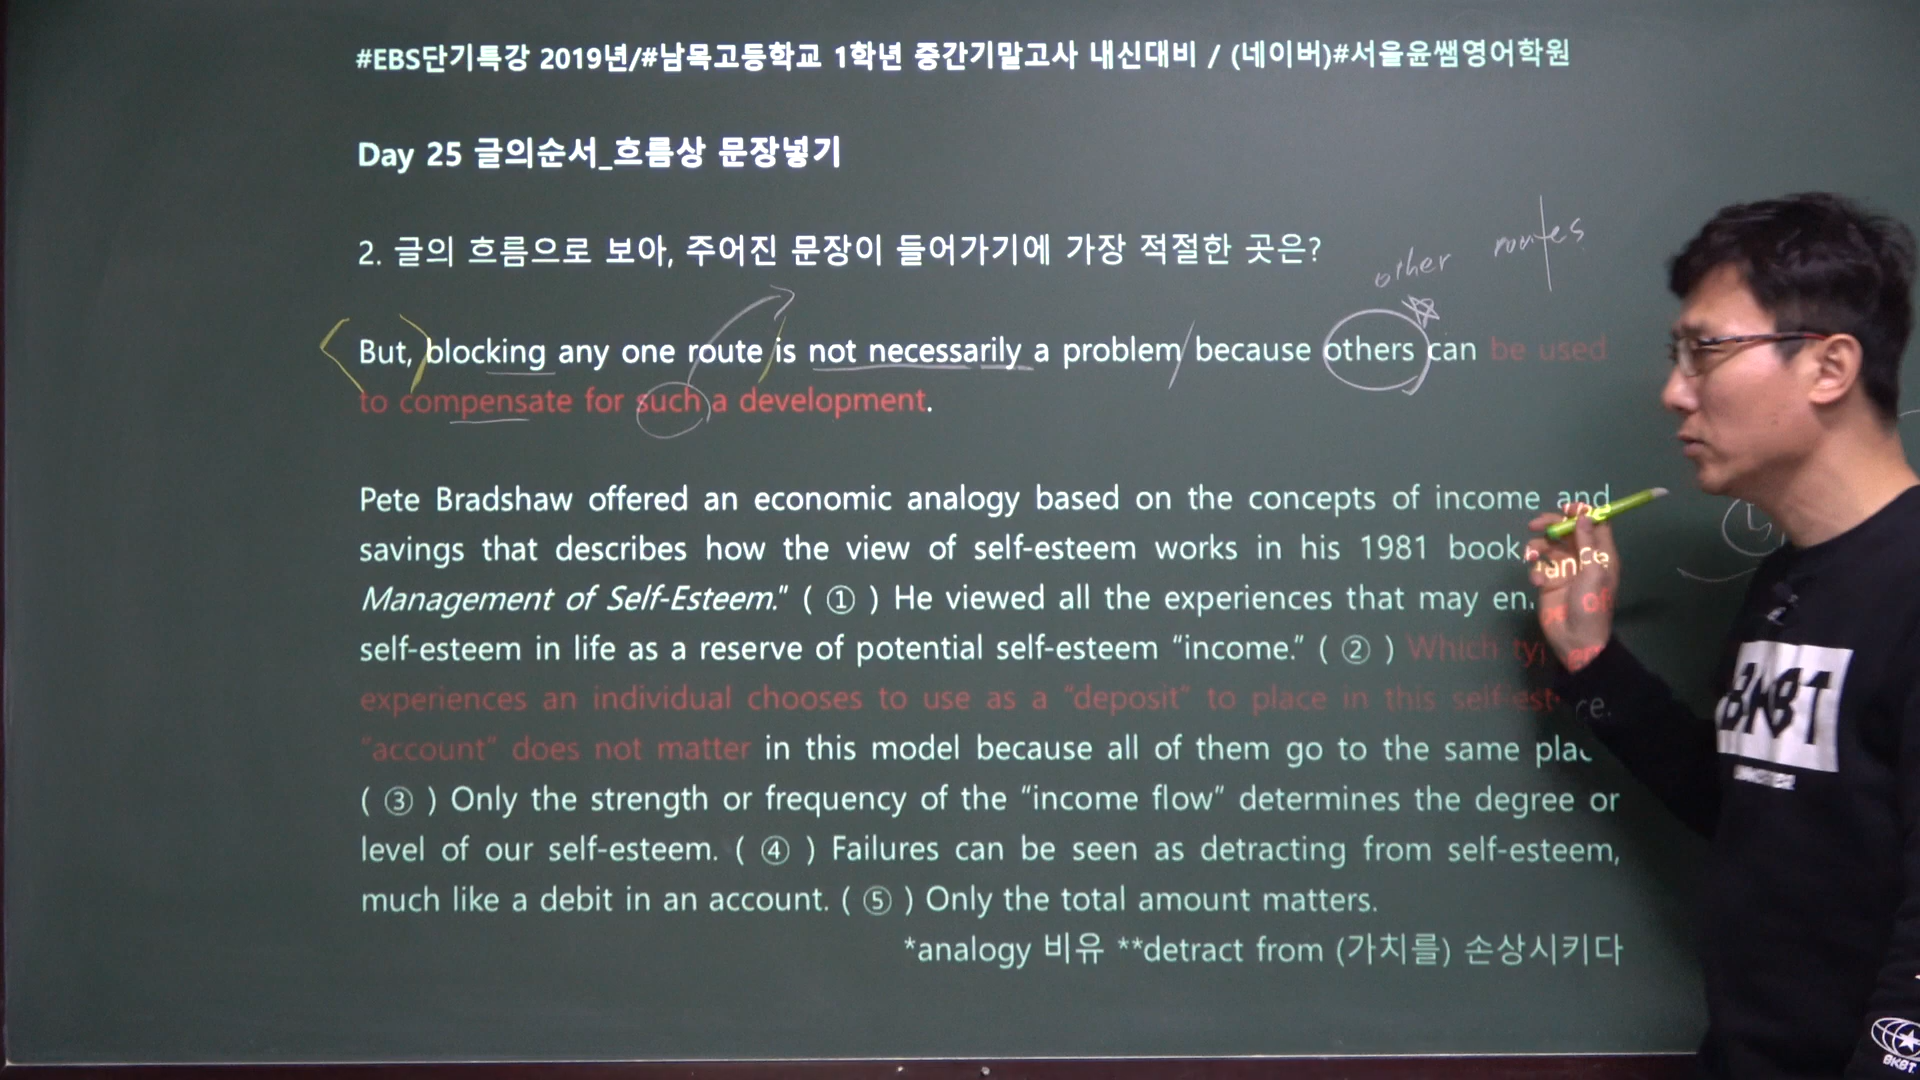 #EBS단기특강 2019년/#남목고등학교 1학년 중간기말고사 내신대비 / (네이버)#서울윤쌤영어학원
Day 25 글의순서_흐름상 문장넣기
2. 글의 흐름으로 보아, 주어진 문장이 들어가기에 가장 적절한 곳은?
other routes
But, blocking any one route is not necessarily a problem because others can be used
to compensate for such a development.
Pete Bradshaw offered an economic analogy based on the concepts of income and
savings that describes how the view of self-esteem works in his 1981 book,
Management of Self-Esteem." ( ① ) He viewed all the experiences that may
self-esteem in life as a reserve of potential self-esteem “income.” ( ② ) Which
experiences an individual chooses to use as a “deposit” to place in this
“account” does not matter in this model because all of them go to the same
( ③ ) Only the strength or frequency of the “income flow” determines the degree or
level of our self-esteem. ( ④ ) Failures can be seen as detracting from self-esteem,
much like a debit in an account. ( ⑤ ) Only the total amount matters.
*analogy 비유 **detract from (가치를) 손상시키다
BKBT
BKBT